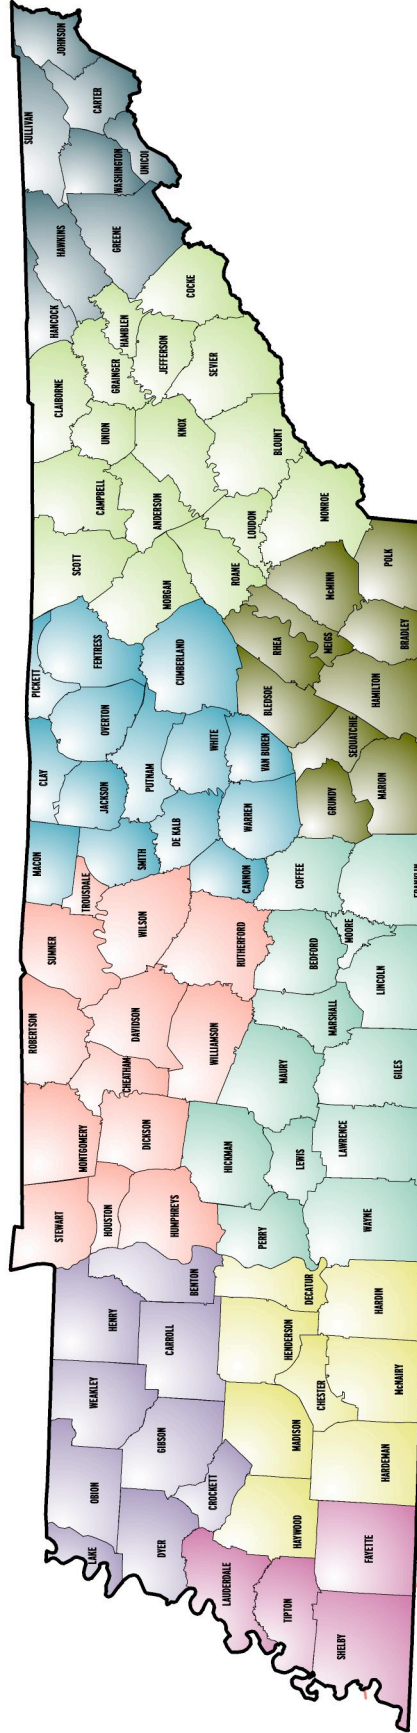 JOHNSON
SULLIVAN
CARTER
WASHINGTON
UNICOI
HAWKINS
GREENE
HANCOCK
COCKE
HAMBLEN
JEFFERSON
GRAINGER
SEVIER
CLAIBORNE
UNION
KNOX
BLOUNT
CAMPBELL
ANDERSON
LOUDON
MONROE
SCOTT
MORGAN
ROANE
McMINN
POLK
PICKETT
FENTRESS
CUMBERLAND
RHEA
MEIGS
BRADLEY
OVERTON
BLEDSOE
HAMILTON
CLAY
JACKSON
PUTNAM
WHITE
VAN BUREN
SEQUATCHIE
MACON
SMITH
DE KALB
WARREN
GRUNDY
MARION
TROUSDALE
CANNON
COFFEE
SUMNER
WILSON
RUTHERFORD
BEDFORD
MOORE
LINCOLN
ROBERTSON
DAVIDSON
CHEATHAM
WILLIAMSON
MARSHALL
MAURY
GILES
MONTGOMERY
DICKSON
HICKMAN
LEWIS
LAWRENCE
STEWART
HOUSTON
HUMPHREYS
PERRY
WAYNE
BENTON
DECATUR
HARDIN
HENRY
CARROLL
HENDERSON
CHESTER
McNAIRY
WEAKLEY
GIBSON
MADISON
HARDEMAN
OBION
CROCKETT
HAYWOOD
LAKE
DYER
LAUDERDALE
TIPTON
FAYETTE
SHELBY